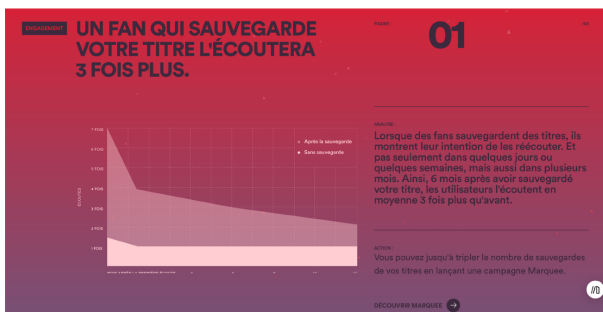 ENGAGEMENT
UN FAN QUI SAUVEGARDE
VOTRE TITRE L'ÉCOUTERA
3 FOIS PLUS.
01
7 FOIS
6 FOIS
5 FOIS
4 FOIS
3 FOIS
2 FOIS
1 FOIS
ÉCOUTES
Après la sauvegarde
Sans sauvegarde
ANALYSE :
Lorsque des fans sauvegardent des titres, ils
montrent leur intention de les réécouter. Et
pas seulement dans quelques jours ou
quelques semaines, mais aussi dans plusieurs
mois. Ainsi, 6 mois après avoir sauvegardé
votre titre, les utilisateurs l'écoutent en
moyenne 3 fois plus qu'avant.
ACTION :
Vous pouvez jusqu'à tripler le nombre de sauvegardes
de vos titres en lançant une campagne Marquee.
DÉCOUVRIR MARQUEE